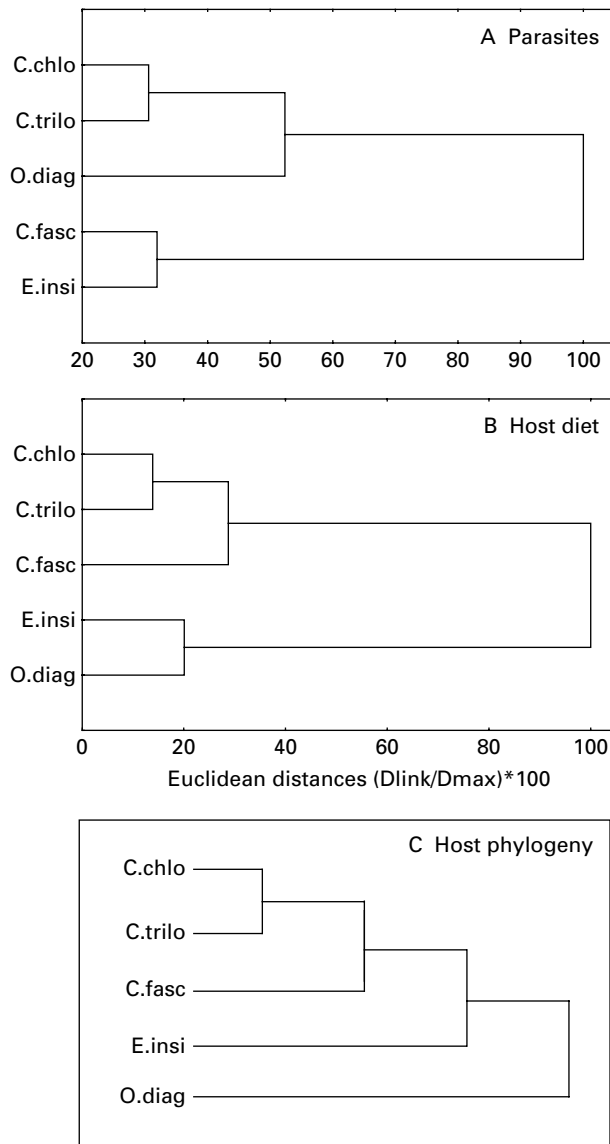 A Parasites
C.chlo
C.trilo
O.diag
C.fasc
E.insi
20 30 40 50 60 70 80 90 100
B Host diet
C.chlo
C.trilo
C.fasc
E.insi
O.diag
0 20 40 60 80 100
Euclidean distances (Dlink/Dmax)*100
C Host phylogeny
C.chlo
C.trilo
C.fasc
E.insi
O.diag